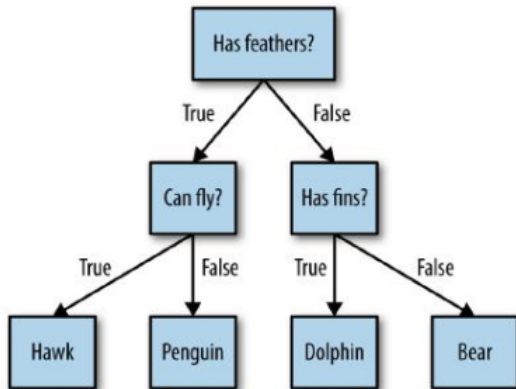 Has feathers?
True False
Can fly? Has fins?
True False True False
Hawk Penguin Dolphin Bear